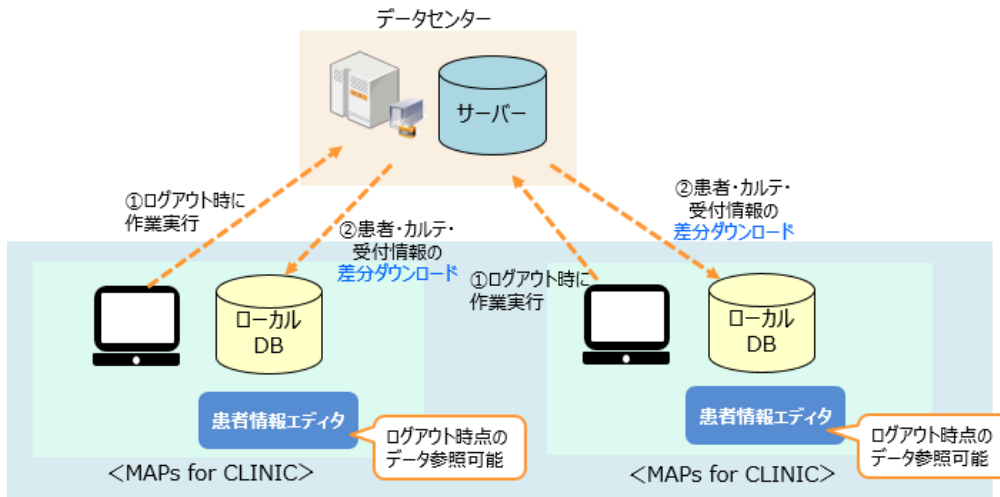 データセンター
サーバー
①ログアウト時に
作業実行
②患者・カルテ・
受付情報の
差分ダウンロード
ローカル
DB
患者情報エディタ
ログアウト時点の
データ参照可能
＜MAPs for CLINIC＞
②患者・カルテ・
受付情報の
差分ダウンロード
①ログアウト時に
作業実行
ローカル
DB
患者情報エディタ
ログアウト時点の
データ参照可能
＜MAPs for CLINIC＞